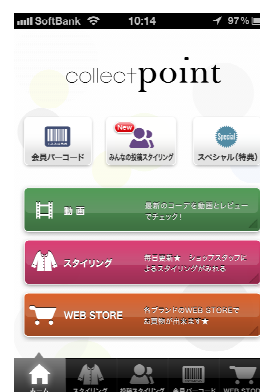 SoftBank 10:14 97%
collect point
New
Special
会員バーコード みんなの投稿スタイリング スペシャル(特典)
動画 最新のコーデを動画とレビュー
でチェック!
スタイリング 毎日更新★ ショップスタッフに
よるスタイリングがみれる
WEB STORE 各ブランドのWEB STOREで
お買物が出来ます★
ホーム スタイリング 投稿スタイリング 会員バーコード WEB STO